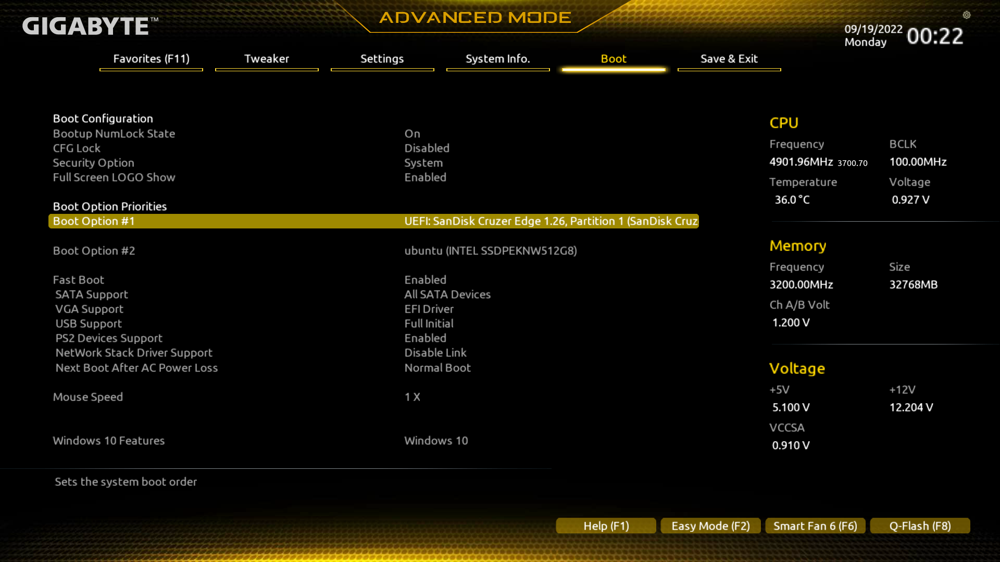 GIGABYTE™
ADVANCED MODE
09/19/2022
Monday
00:22
Favorites (F11) Tweaker Settings System Info. Boot Save & Exit
Boot Configuration
Bootup NumLock State On
CFG Lock Disabled
Security Option System
Full Screen LOGO Show Enabled
Boot Option Priorities
Boot Option #1 UEFI: SanDisk Cruzer Edge 1.26, Partition 1 (SanDisk Cruz
Boot Option #2 ubuntu (INTEL SSDPEKNW512G8)
Fast Boot Enabled
SATA Support All SATA Devices
VGA Support EFI Driver
USB Support Full Initial
PS2 Devices Support Enabled
NetWork Stack Driver Support Disable Link
Next Boot After AC Power Loss Normal Boot
Mouse Speed 1 X
Windows 10 Features Windows 10
Sets the system boot order
CPU
Frequency BCLK
4901.96MHz 3700.70 100.00MHz
Temperature Voltage
36.0 °C 0.927 V
Memory
Frequency Size
3200.00MHz 32768MB
Ch A/B Volt
1.200 V
Voltage
+5V +12V
5.100 V 12.204 V
VCCSA
0.910 V
Help (F1) Easy Mode (F2) Smart Fan 6 (F6) Q-Flash (F8)